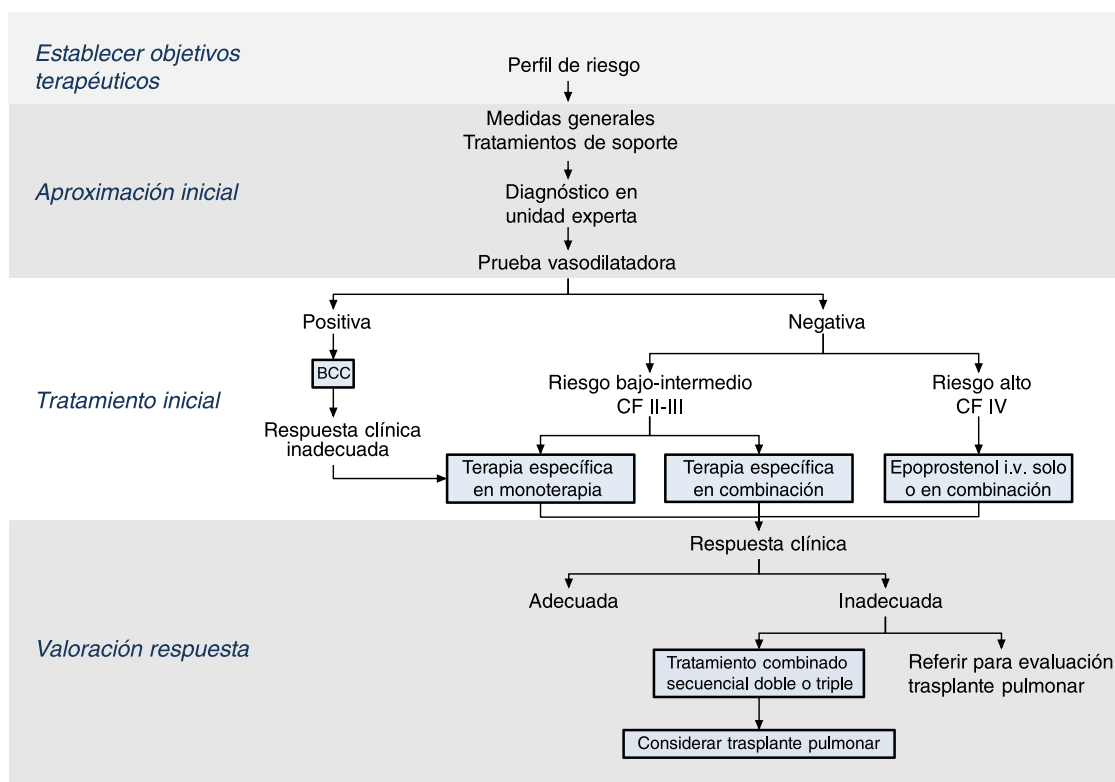 Establecer objetivos
terapéuticos
Perfil de riesgo
Medidas generales
Tratamientos de soporte
Aproximación inicial
Diagnóstico en
unidad experta
Prueba vasodilatadora
Positiva
Negativa
BCC
Riesgo bajo-intermedio
CF II-III
Riesgo alto
CF IV
Tratamiento inicial
Respuesta clínica
inadecuada
Terapia específica
en monoterapia
Terapia específica
en combinación
Epoprostenol i.v. solo
o en combinación
Respuesta clínica
Adecuada
Inadecuada
Valoración respuesta
Tratamiento combinado
secuencial doble o triple
Referir para evaluación
trasplante pulmonar
Considerar trasplante pulmonar